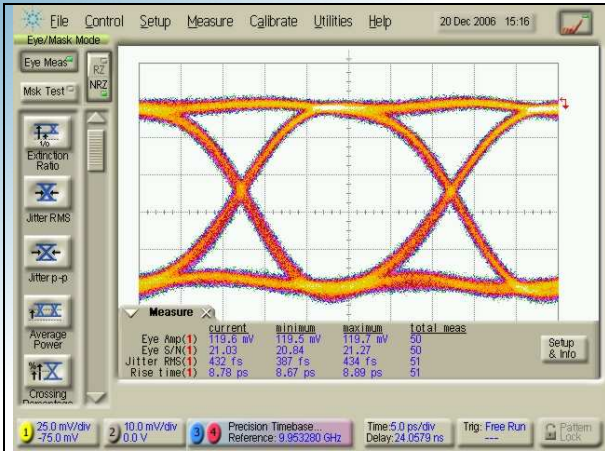 File Control Setup Measure Calibrate Utilities Help 20 Dec 2006 15:16
Eye/Mask Mode
Eye Meas
RZ
NRZ
Msk Test
1/0
Extinction
Ratio
Jitter RMS
Jitter p-p
Average
Power
%
Crossing
Percentage
Measure
current minimum maximum total meas
Eye Amp(1) 119.6 mV 119.5 mV 119.7 mV 50
Eye S/N(1) 21.03 20.84 21.27 50
Jitter RMS(1) 432 fs 387 fs 434 fs 51
Rise time(1) 8.78 ps 8.67 ps 8.89 ps 51
Setup
& Info
1 25.0 mV/div
-75.0 mV
2 10.0 mV/div
0.0 V
3 4 Precision Timebase...
Reference: 9.953280 GHz
Time:5.0 ps/div
Delay:24.0579 ns
Trig: Free Run
---
Pattern
Lock